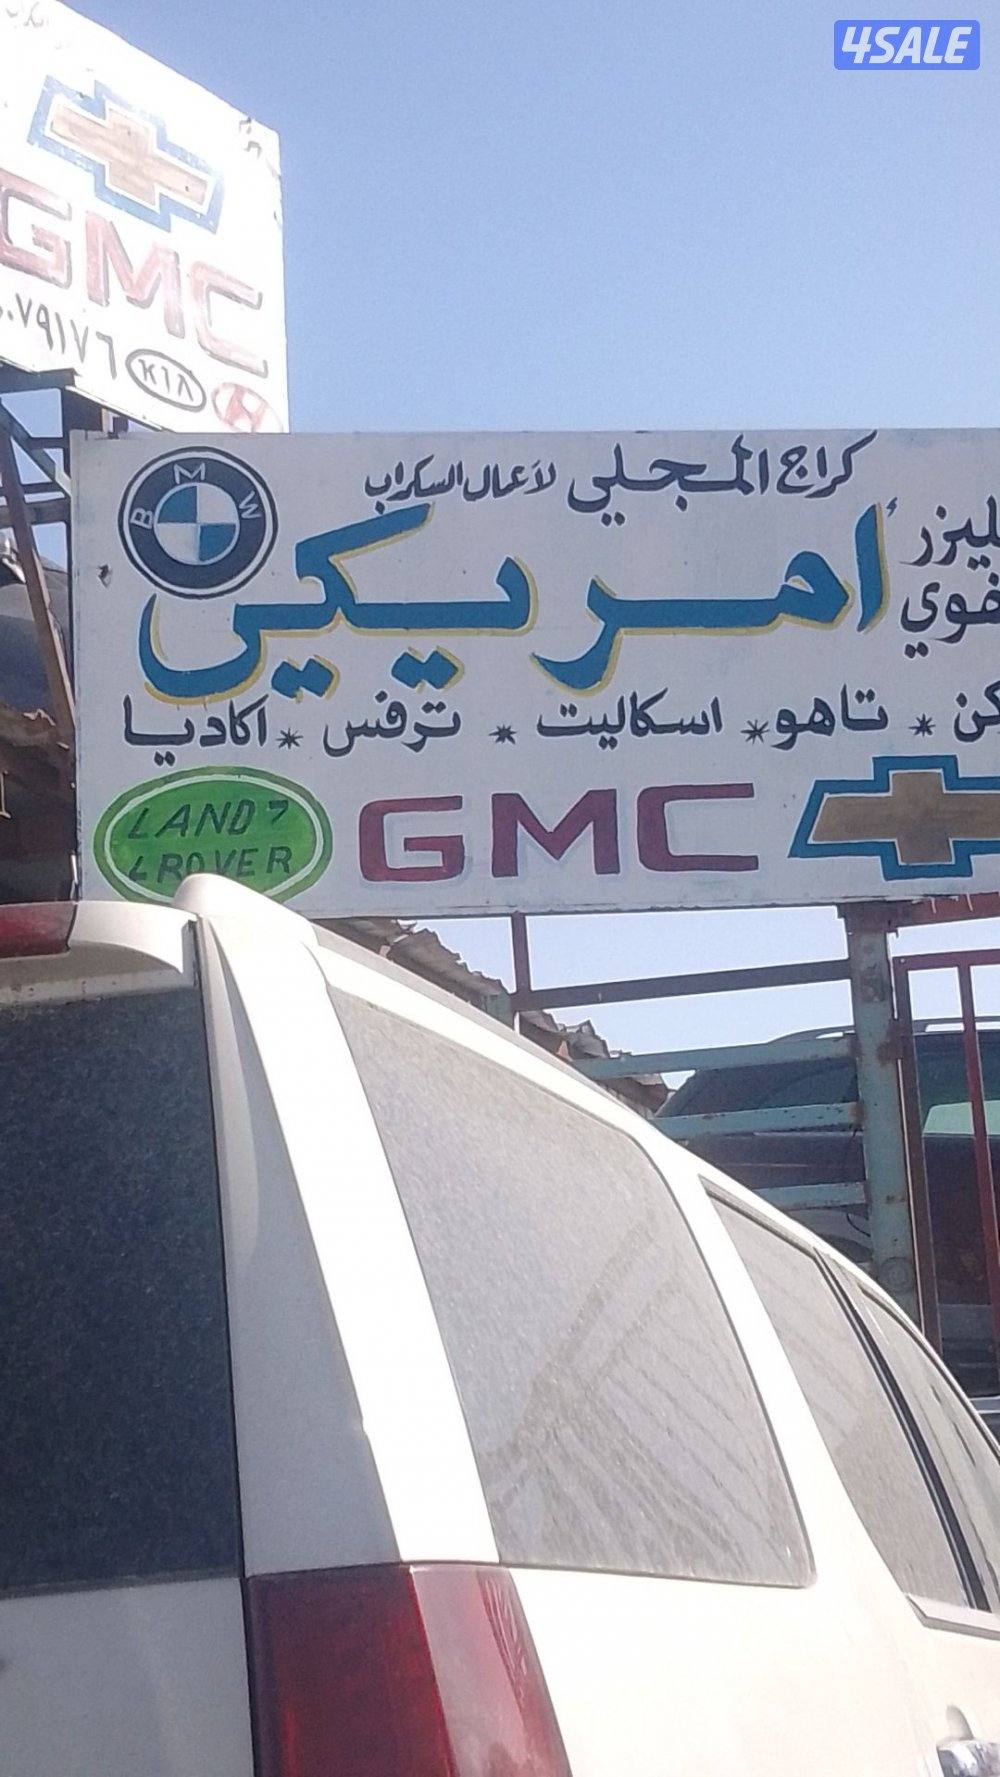 4SALE
GMC
٧٩١٧٦
KIA
BMW
كراج المجلي لأعمال السكراب
امريكي
تاهو * اسكاليت * ترفس * اكاديا
LAND
ROVER
GMC